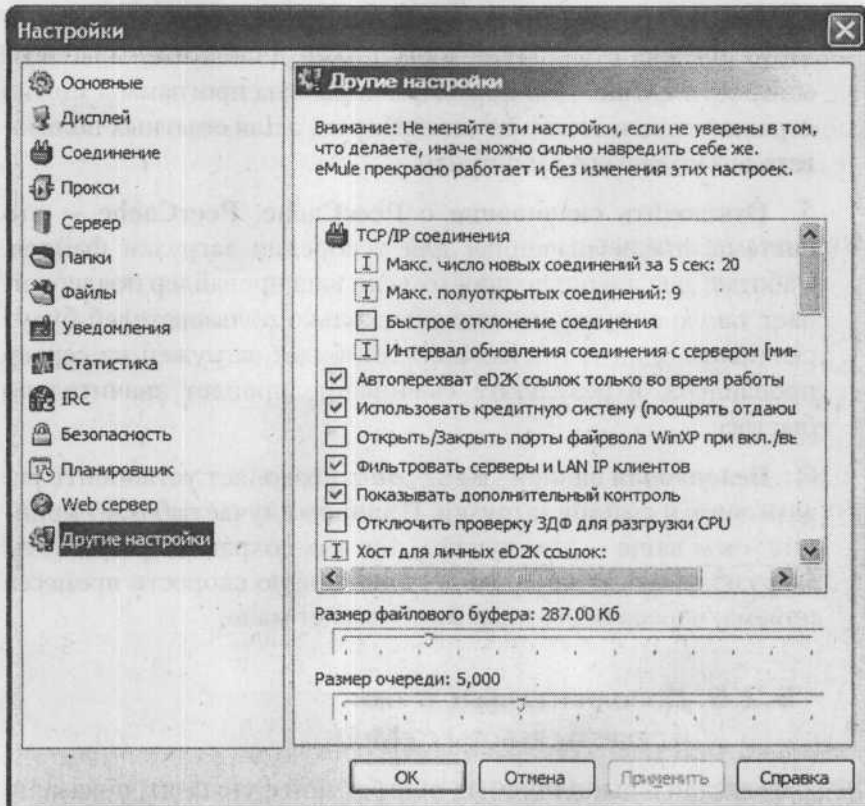 Настройки
Основные
Дисплей
Соединение
Прокси
Сервер
Папки
Файлы
Уведомления
Статистика
IRC
Безопасность
Планировщик
Web сервер
Другие настройки
Другие настройки
Внимание: Не меняйте эти настройки, если не уверены в том,
что делаете, иначе можно сильно навредить себе же.
eMule прекрасно работает и без изменения этих настроек.
TCP/IP соединения
Макс. число новых соединений за 5 сек: 20
Макс. полуоткрытых соединений: 9
Быстрое отклонение соединения
Интервал обновления соединения с сервером [мин
Автоперехват eD2K ссылок только во время работы
Использовать кредитную систему (поощрять отдающ
Открыть/Закрыть порты файрвола WinXP при вкл./вы
Фильтровать серверы и LAN IP клиентов
Показывать дополнительный контроль
Отключить проверку ЗДФ для разгрузки CPU
Хост для личных eD2K ссылок:
Размер файлового буфера: 287.00 Кб
Размер очереди: 5,000
OK
Отмена
Применить
Справка